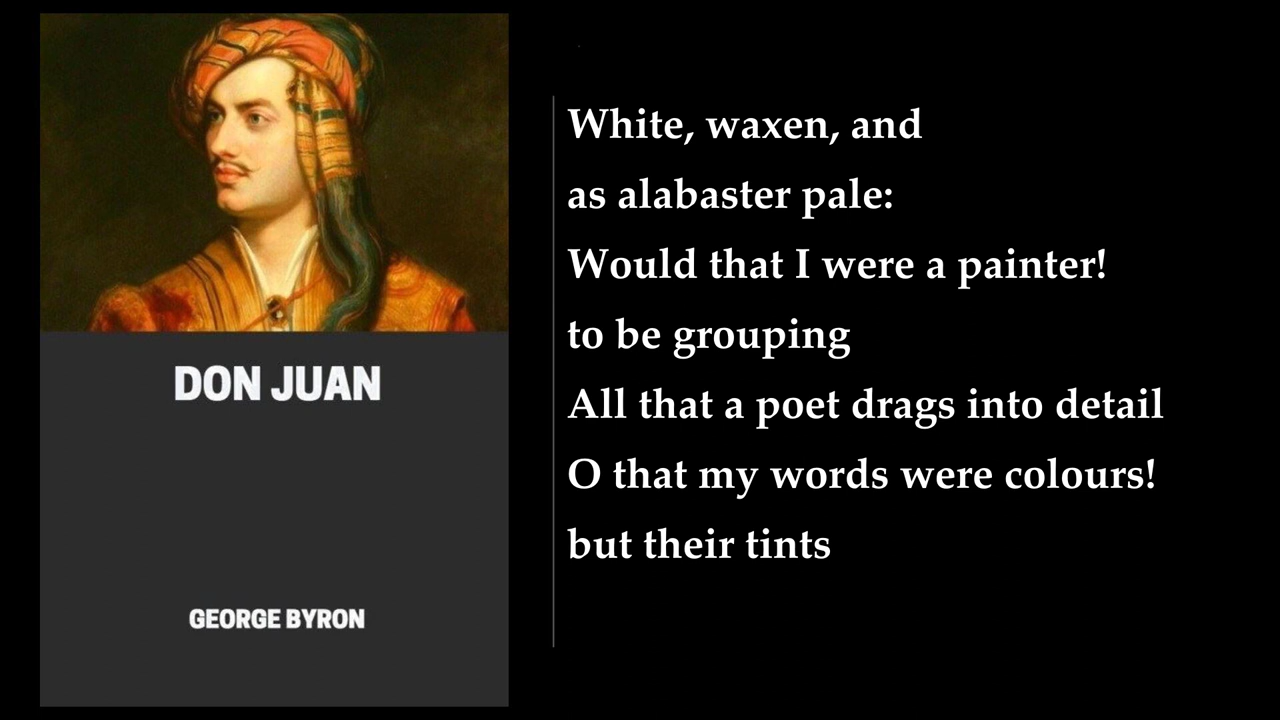 DON JUAN
GEORGE BYRON
White, waxen, and
as alabaster pale:
Would that I were a painter!
to be grouping
All that a poet drags into detail
O that my words were colours!
but their tints